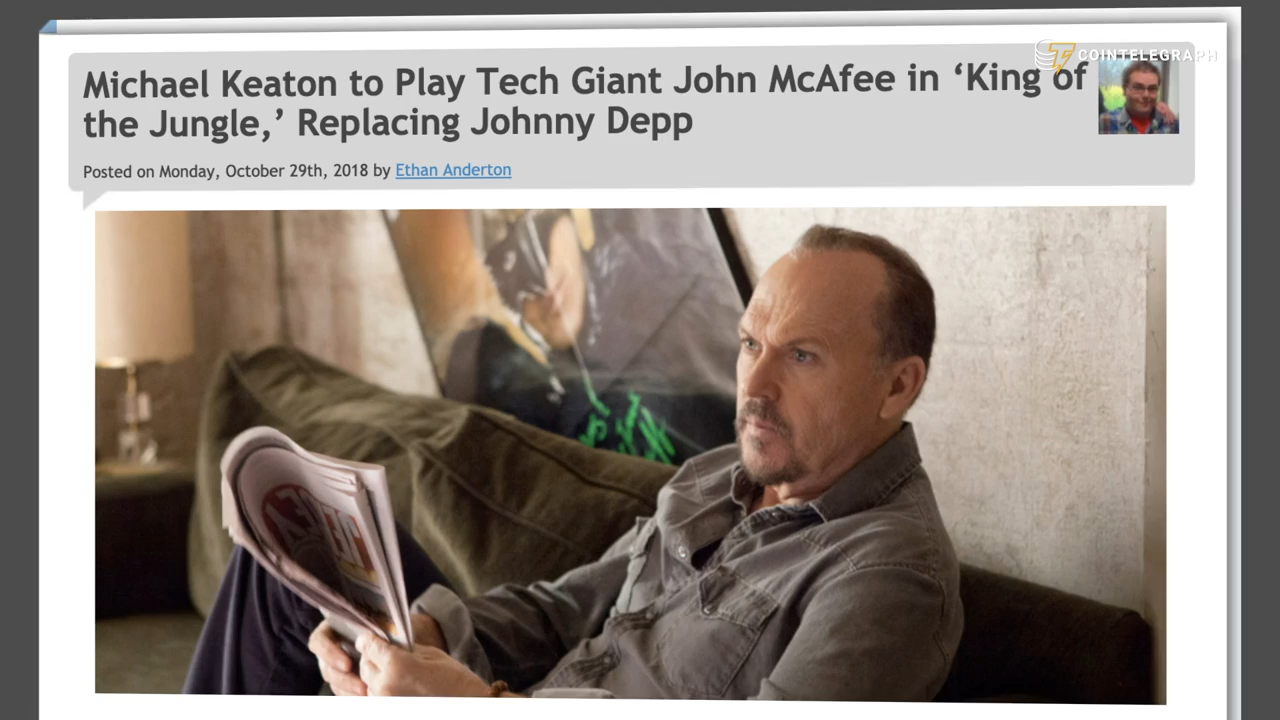 COINTELEGRAPH
Michael Keaton to Play Tech Giant John McAfee in ‘King of
the Jungle,’ Replacing Johnny Depp
Posted on Monday, October 29th, 2018 by Ethan Anderton